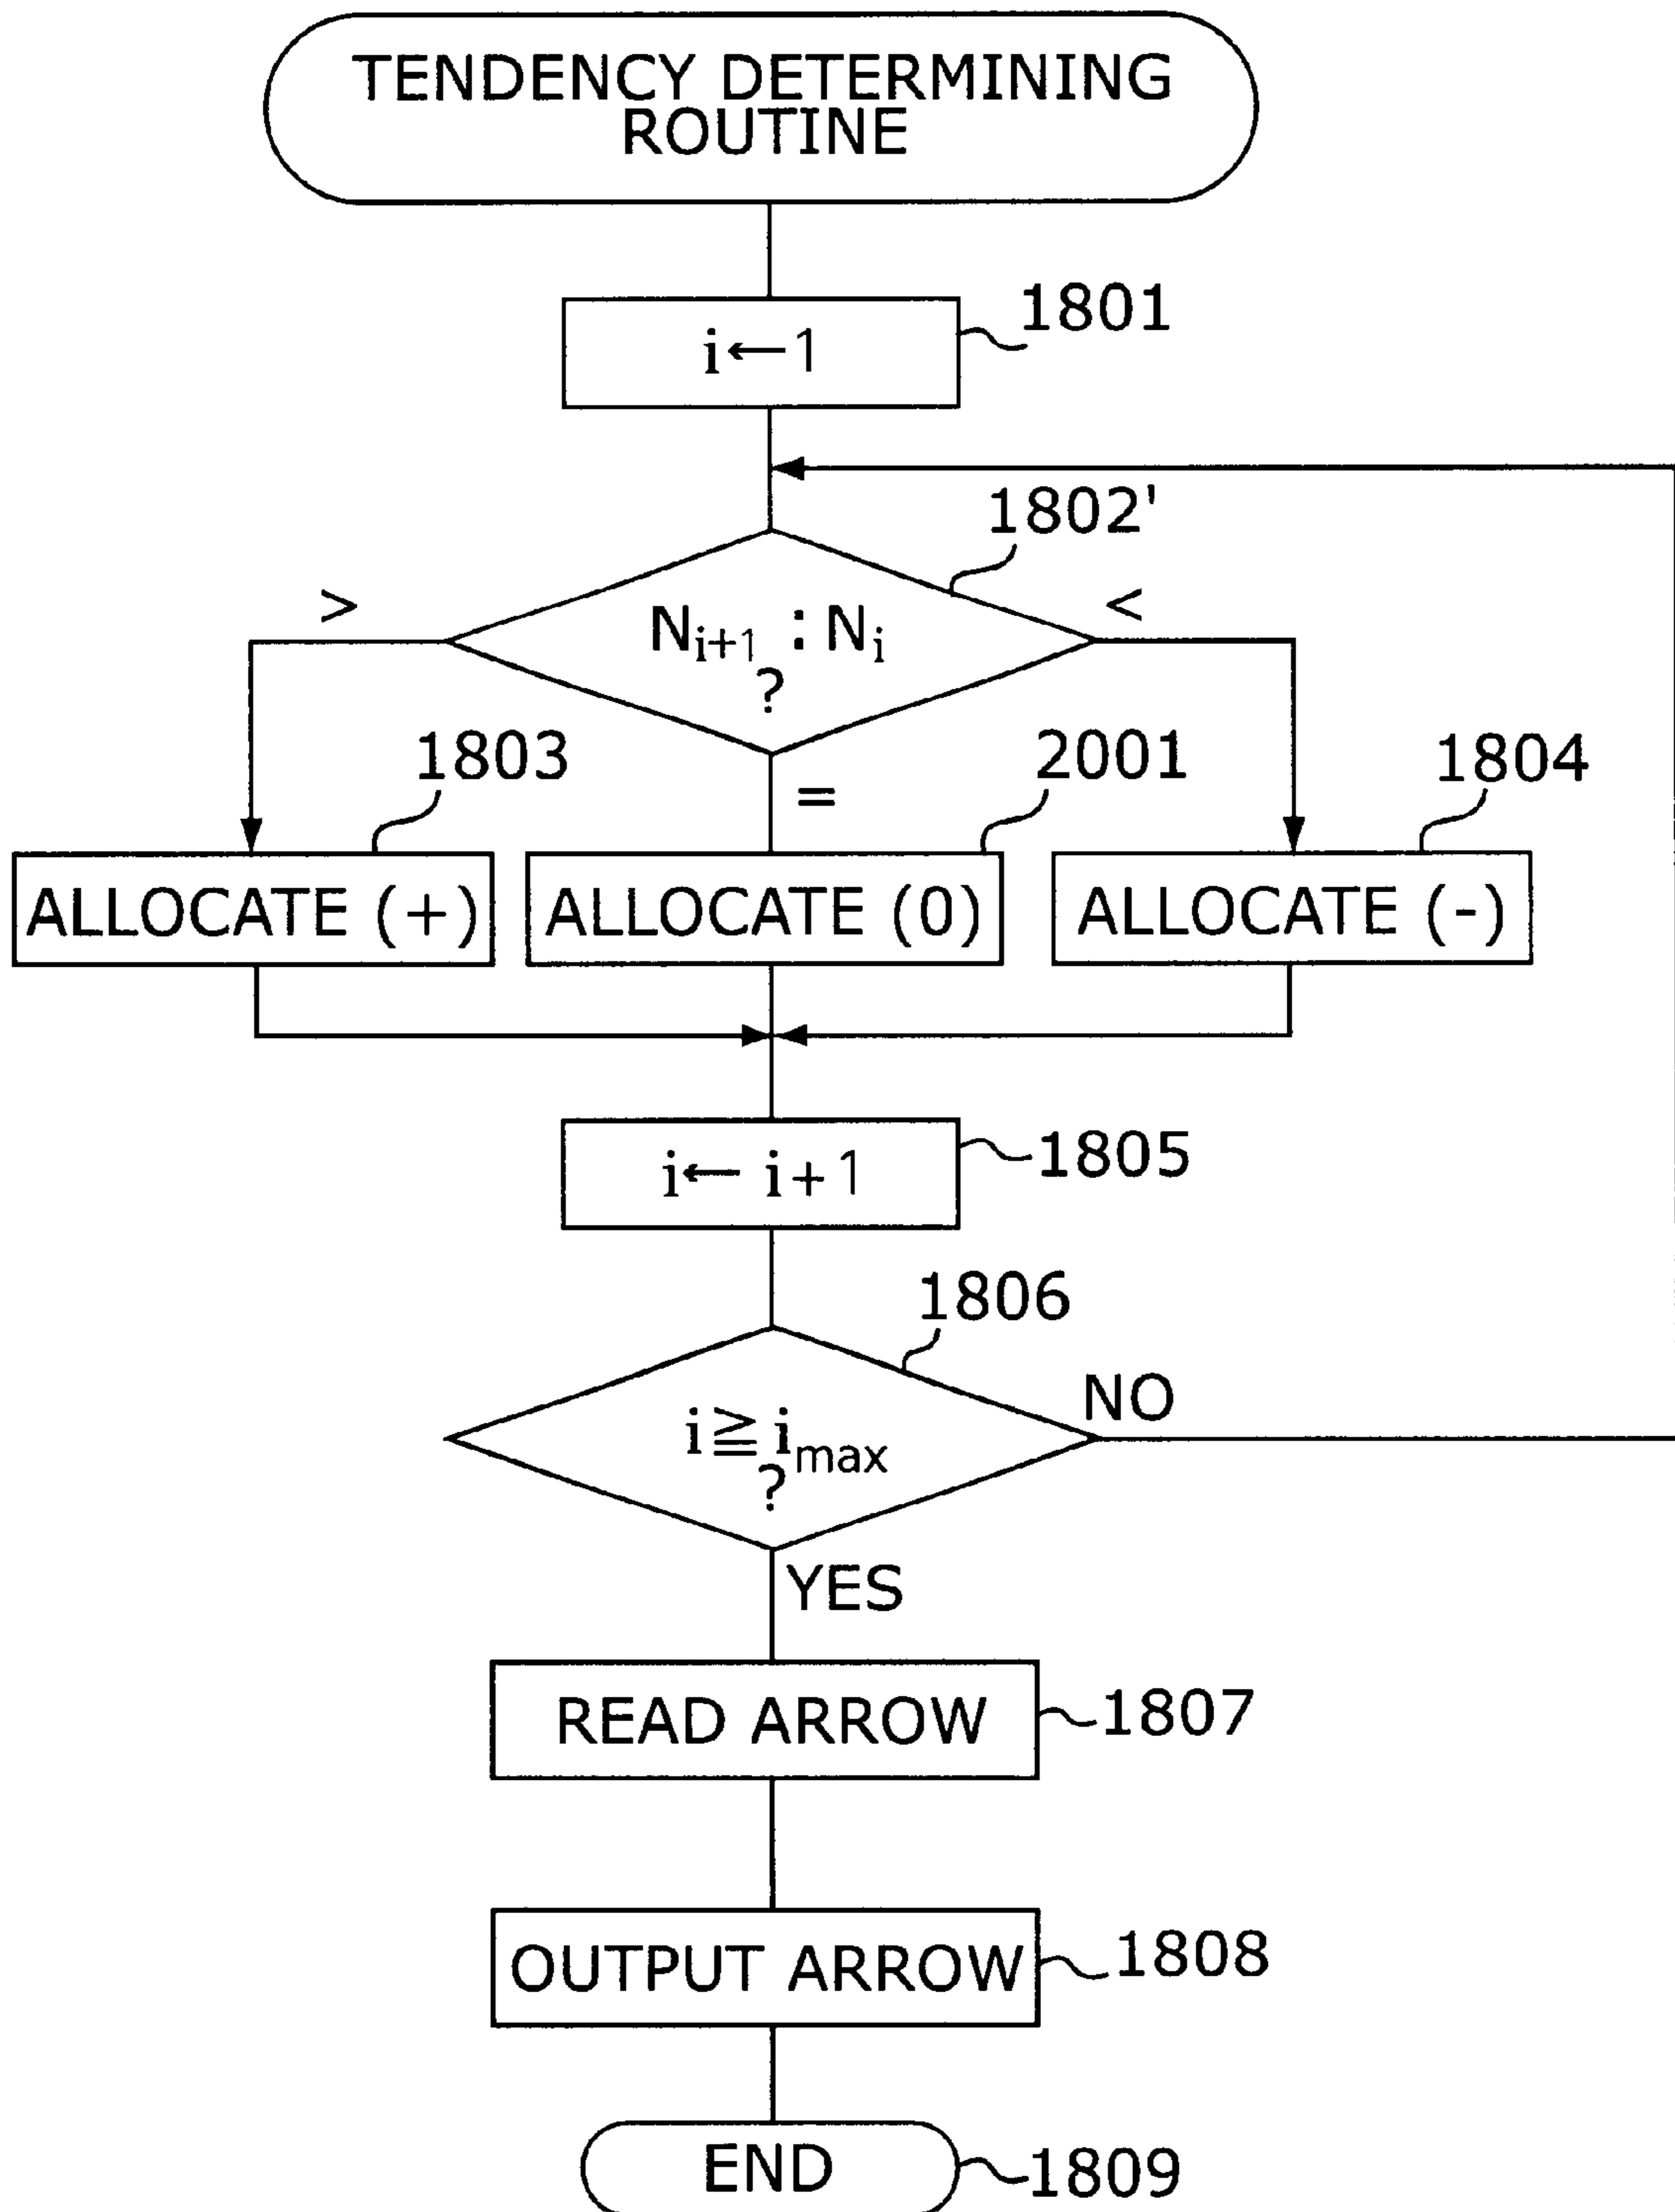 TENDENCY DETERMINING
ROUTINE
1801
i←1
1802'
>
<
Nᵢ₊₁ : Nᵢ
?
1803
=
2001
1804
ALLOCATE (+)
ALLOCATE (0)
ALLOCATE (-)
i← i+1
1805
1806
NO
i≧iₘₐₓ
?
YES
READ ARROW
1807
OUTPUT ARROW
1808
END
1809